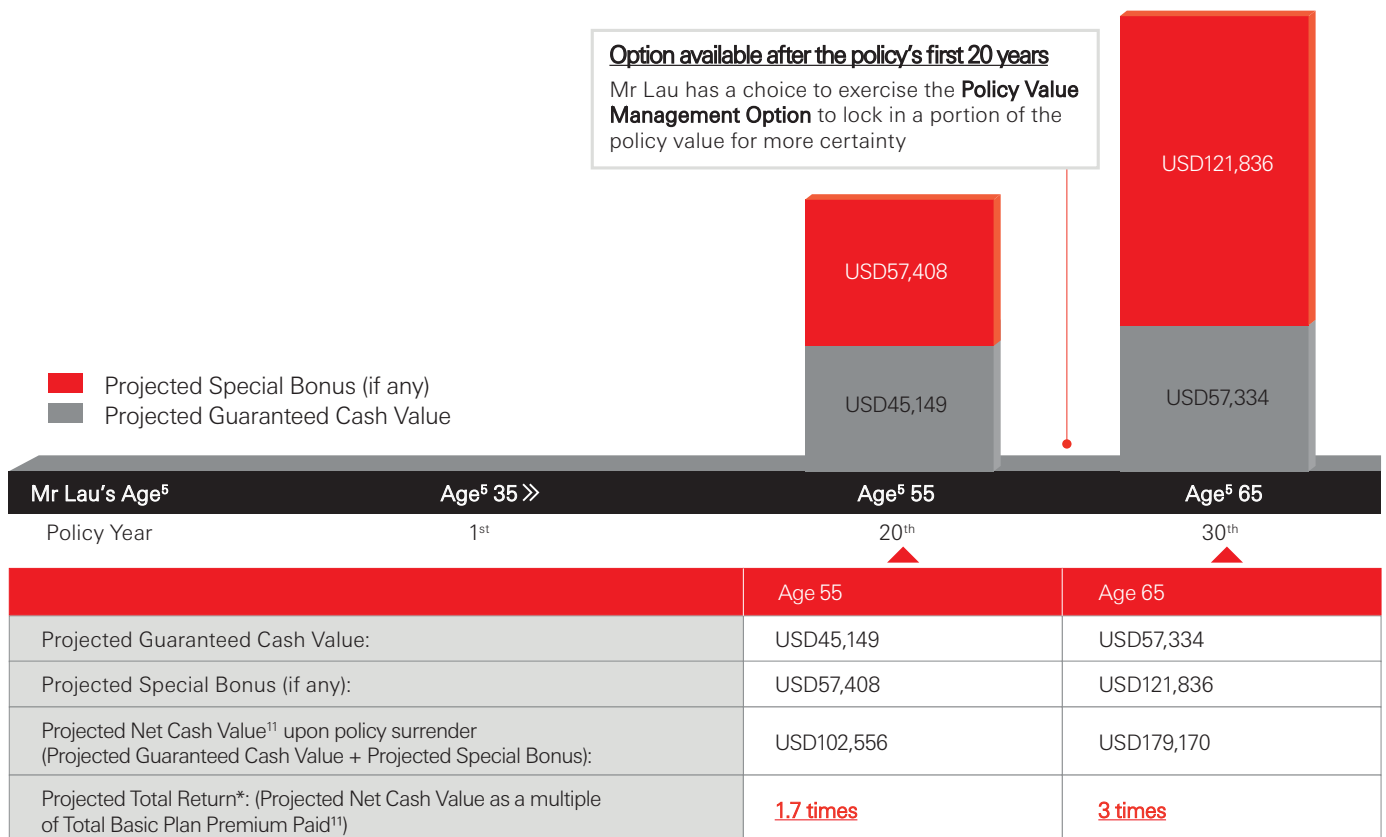 Option available after the policy's first 20 years
Mr Lau has a choice to exercise the Policy Value
Management Option to lock in a portion of the
policy value for more certainty
USD121,836
USD57,408
Projected Special Bonus (if any)
Projected Guaranteed Cash Value
USD45,149
USD57,334
Mr Lau's Age⁵ Age⁵ 35 » Age⁵ 55 Age⁵ 65
Policy Year 1st 20th 30th
Age 55 Age 65
Projected Guaranteed Cash Value: USD45,149 USD57,334
Projected Special Bonus (if any): USD57,408 USD121,836
Projected Net Cash Value¹¹ upon policy surrender
(Projected Guaranteed Cash Value + Projected Special Bonus): USD102,556 USD179,170
Projected Total Return*: (Projected Net Cash Value as a multiple
of Total Basic Plan Premium Paid¹¹) 1.7 times 3 times